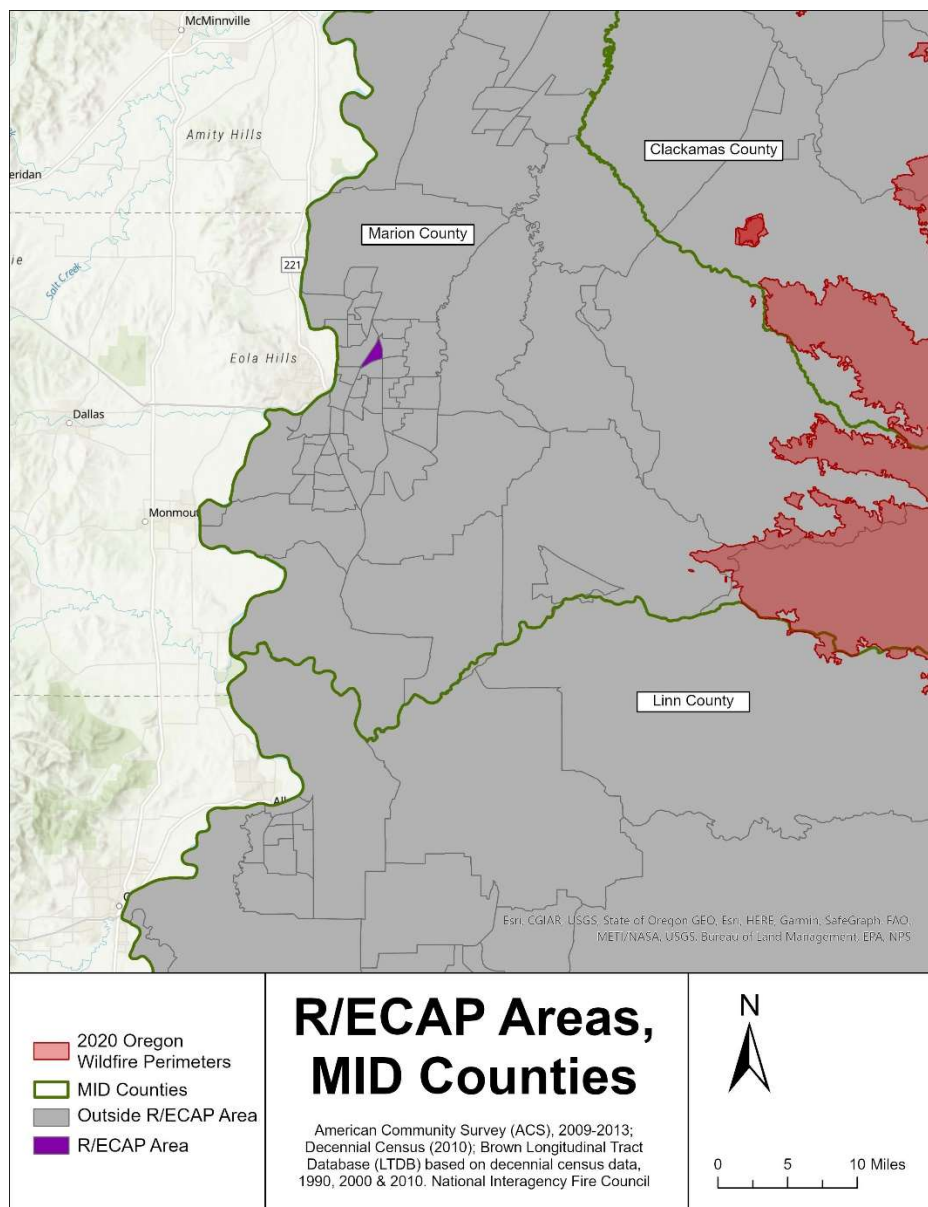 McMinnville
Amity Hills
eridan
Clackamas County
Marion County
ie
221
Salt Creek
Eola Hills
Dallas
Monmout
Linn County
Alb
C
Esri, CGIAR, USGS, State of Oregon GEO, Esri, HERE, Garmin, SafeGraph, FAO,
METI/NASA, USGS, Bureau of Land Management, EPA, NPS
2020 Oregon
Wildfire Perimeters
MID Counties
Outside R/ECAP Area
R/ECAP Area
R/ECAP Areas,
MID Counties
American Community Survey (ACS), 2009-2013;
Decennial Census (2010); Brown Longitudinal Tract
Database (LTDB) based on decennial census data,
1990, 2000 & 2010. National Interagency Fire Council
N
0 5 10 Miles